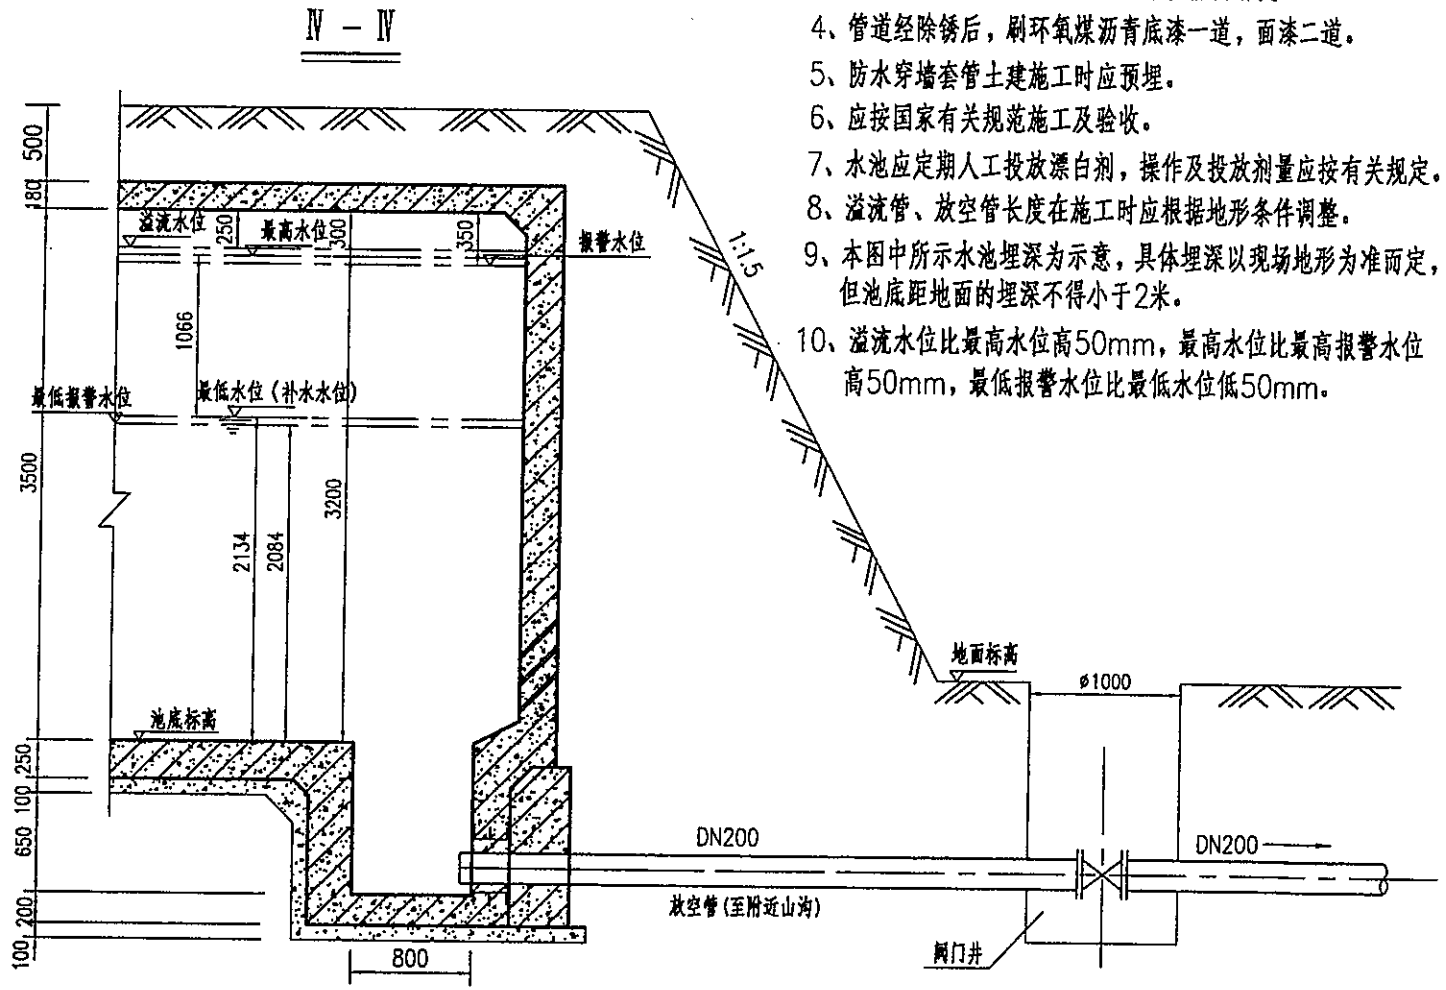 Ⅳ － Ⅳ
4、管道经除锈后，刷环氧煤沥青底漆一道，面漆二道。
5、防水穿墙套管土建施工时应预埋。
6、应按国家有关规范施工及验收。
7、水池应定期人工投放漂白剂，操作及投放剂量应按有关规定。
8、溢流管、放空管长度在施工时应根据地形条件调整。
9、本图中所示水池埋深为示意，具体埋深以现场地形为准而定，
但池底距地面的埋深不得小于2米。
10、溢流水位比最高水位高50mm，最高水位比最高报警水位
高50mm，最低报警水位比最低水位低50mm。
500
180
溢流水位
250
最高水位
300
350
报警水位
1:1.5
1066
最低报警水位
最低水位(补水水位)
3500
3200
2134
2084
地面标高
ø1000
池底标高
250
100
650
200
100
DN200
DN200
放空管(至附近山沟)
阀门井
800